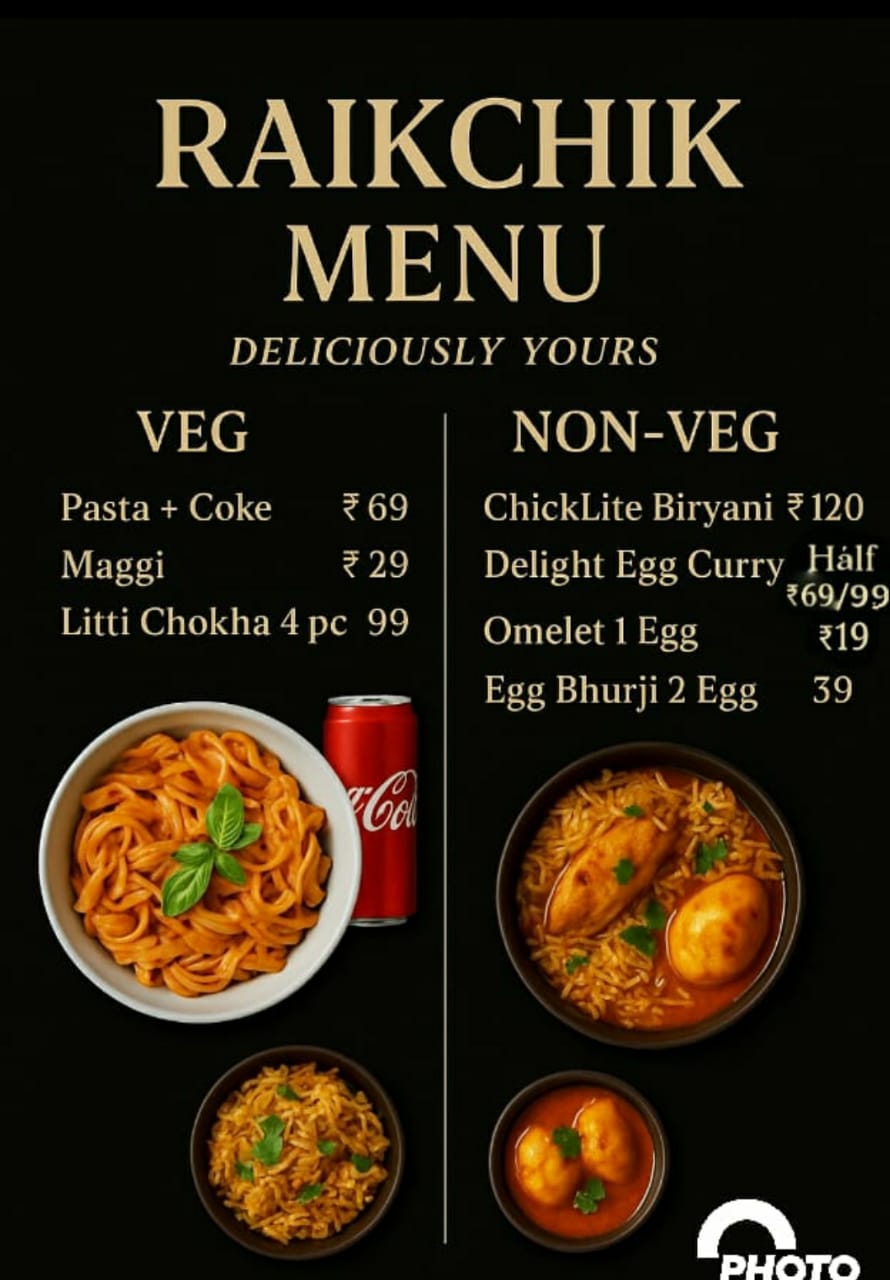 RAIKCHIK
MENU
DELICIOUSLY YOURS
VEG
Pasta + Coke ₹ 69
Maggi ₹ 29
Litti Chokha 4 pc 99
NON-VEG
ChickLite Biryani ₹ 120
Delight Egg Curry Half
₹69/99
Omelet 1 Egg ₹19
Egg Bhurji 2 Egg 39
PHOTO